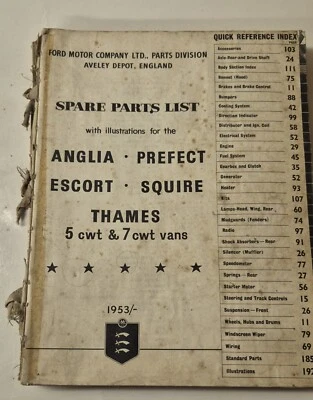 FORD MOTOR COMPANY LTD., PARTS DIVISION
AVELEY DEPOT, ENGLAND
SPARE PARTS LIST
with illustrations for the
ANGLIA · PREFECT
ESCORT · SQUIRE
THAMES
5 cwt & 7 cwt vans
1953/-
QUICK REFERENCE INDEX
PAGE
Accessories 103
Axle-Rear and Drive Shaft 24
Body Station Index 111
Bonnet (Hood) 75
Brakes and Brake Control 11
Bumpers 88
Cooling System 42
Direction Indicator 99
Distributor and Ign. Coil 58
Electrical System 52
Engine 29
Fuel System 45
Gearbox and Clutch 35
Generator 52
Heater 93
Kits 107
Lamps-Head, Wing, Rear 60
Mudguards (Fenders) 74
Radio 97
Shock Absorbers-Rear 91
Silencer (Muffler) 26
Speedometer 77
Springs-Rear 27
Starter Motor 56
Steering and Track Controls 15
Suspension-Front 26
Wheels, Hubs and Drums 11
Windscreen Wiper 79
Wiring 69
Standard Parts 185
Illustrations 192